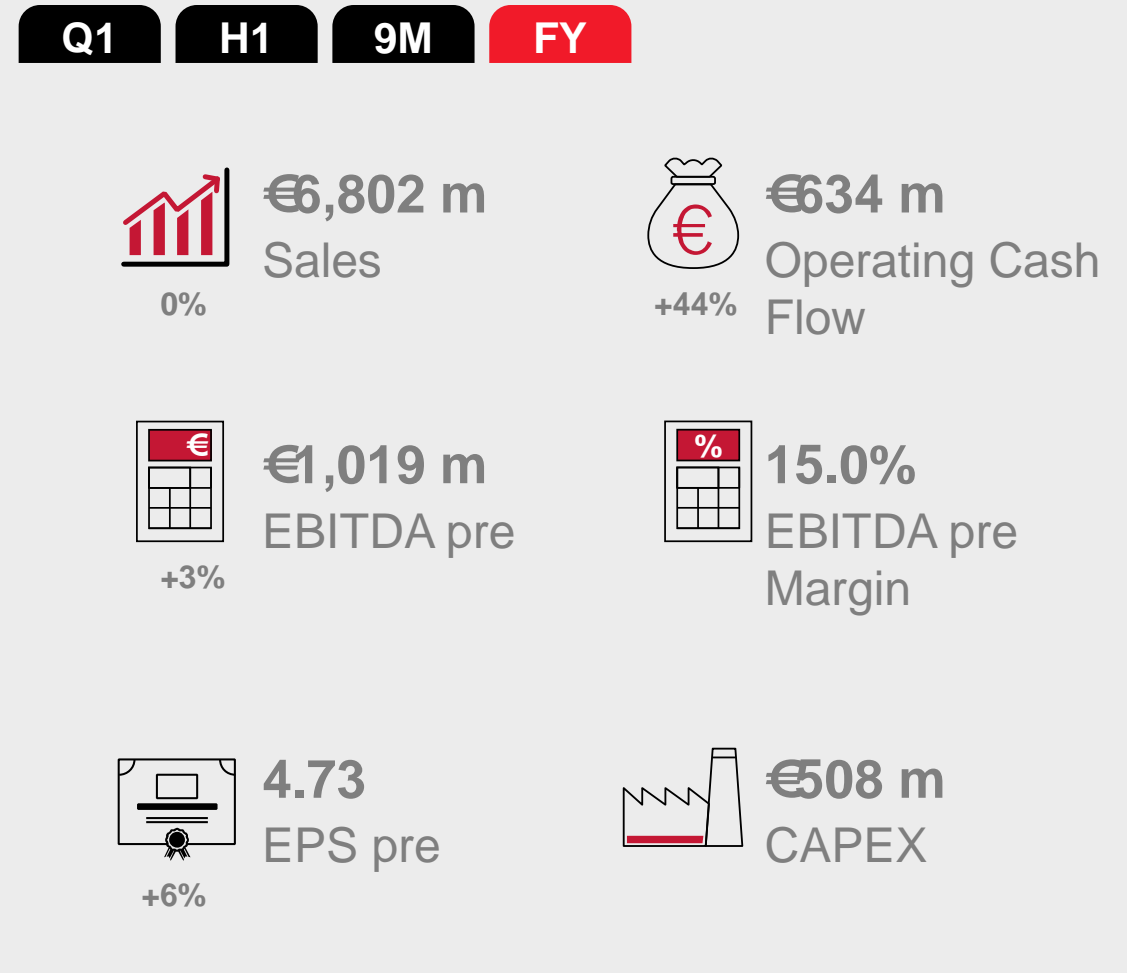 Q1 H1 9M FY
€6,802 m
Sales
0%
€
€634 m
Operating Cash
Flow
+44%
€
€1,019 m
EBITDA pre
+3%
%
15.0%
EBITDA pre
Margin
4.73
EPS pre
+6%
€508 m
CAPEX